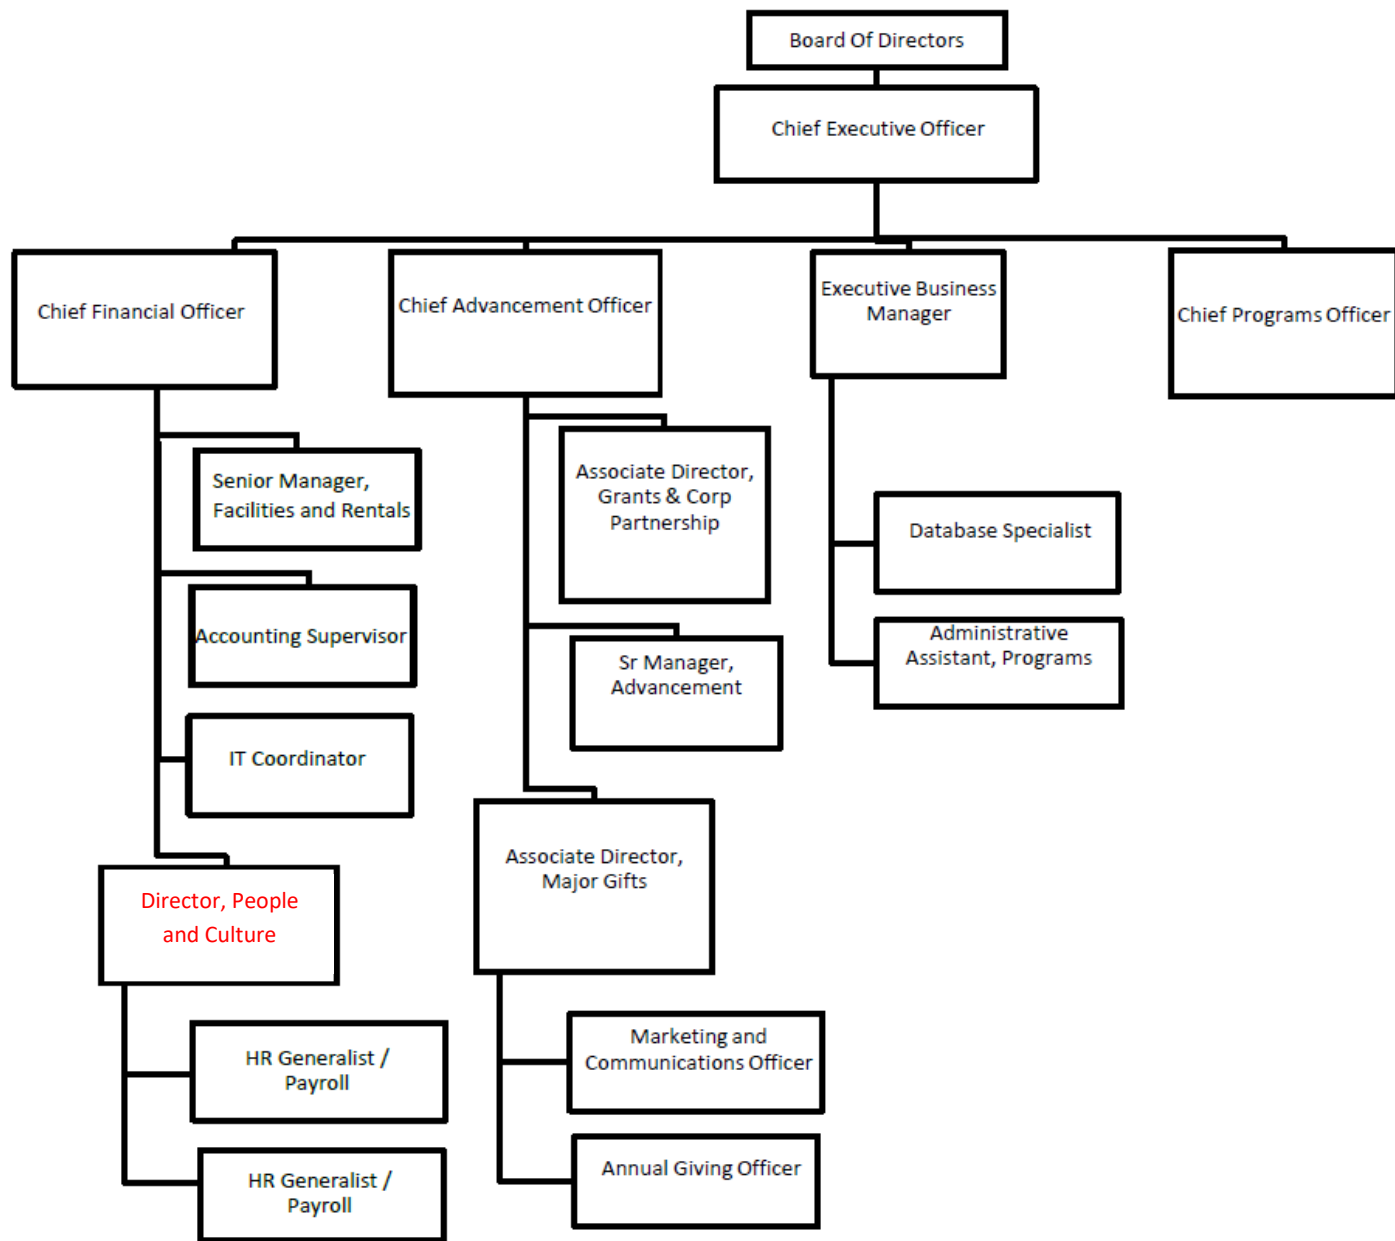 Board Of Directors
Chief Executive Officer
Chief Financial Officer
Chief Advancement Officer
Executive Business
Manager
Chief Programs Officer
Senior Manager,
Facilities and Rentals
Accounting Supervisor
IT Coordinator
Director, People
and Culture
HR Generalist /
Payroll
HR Generalist /
Payroll
Associate Director,
Grants & Corp
Partnership
Sr Manager,
Advancement
Associate Director,
Major Gifts
Marketing and
Communications Officer
Annual Giving Officer
Database Specialist
Administrative
Assistant, Programs